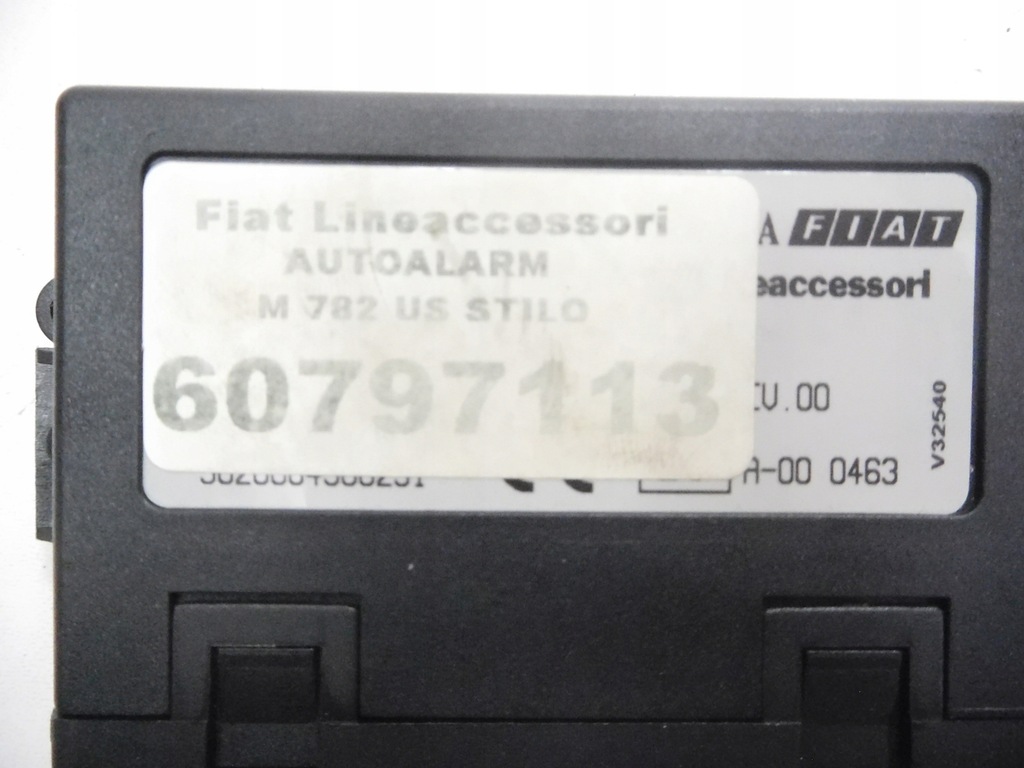 Fiat Lineaccessori
AUTOALARM
M 782 US STILO
60797113
A FIAT
eaccessori
V.00
A-00 0463
V32540